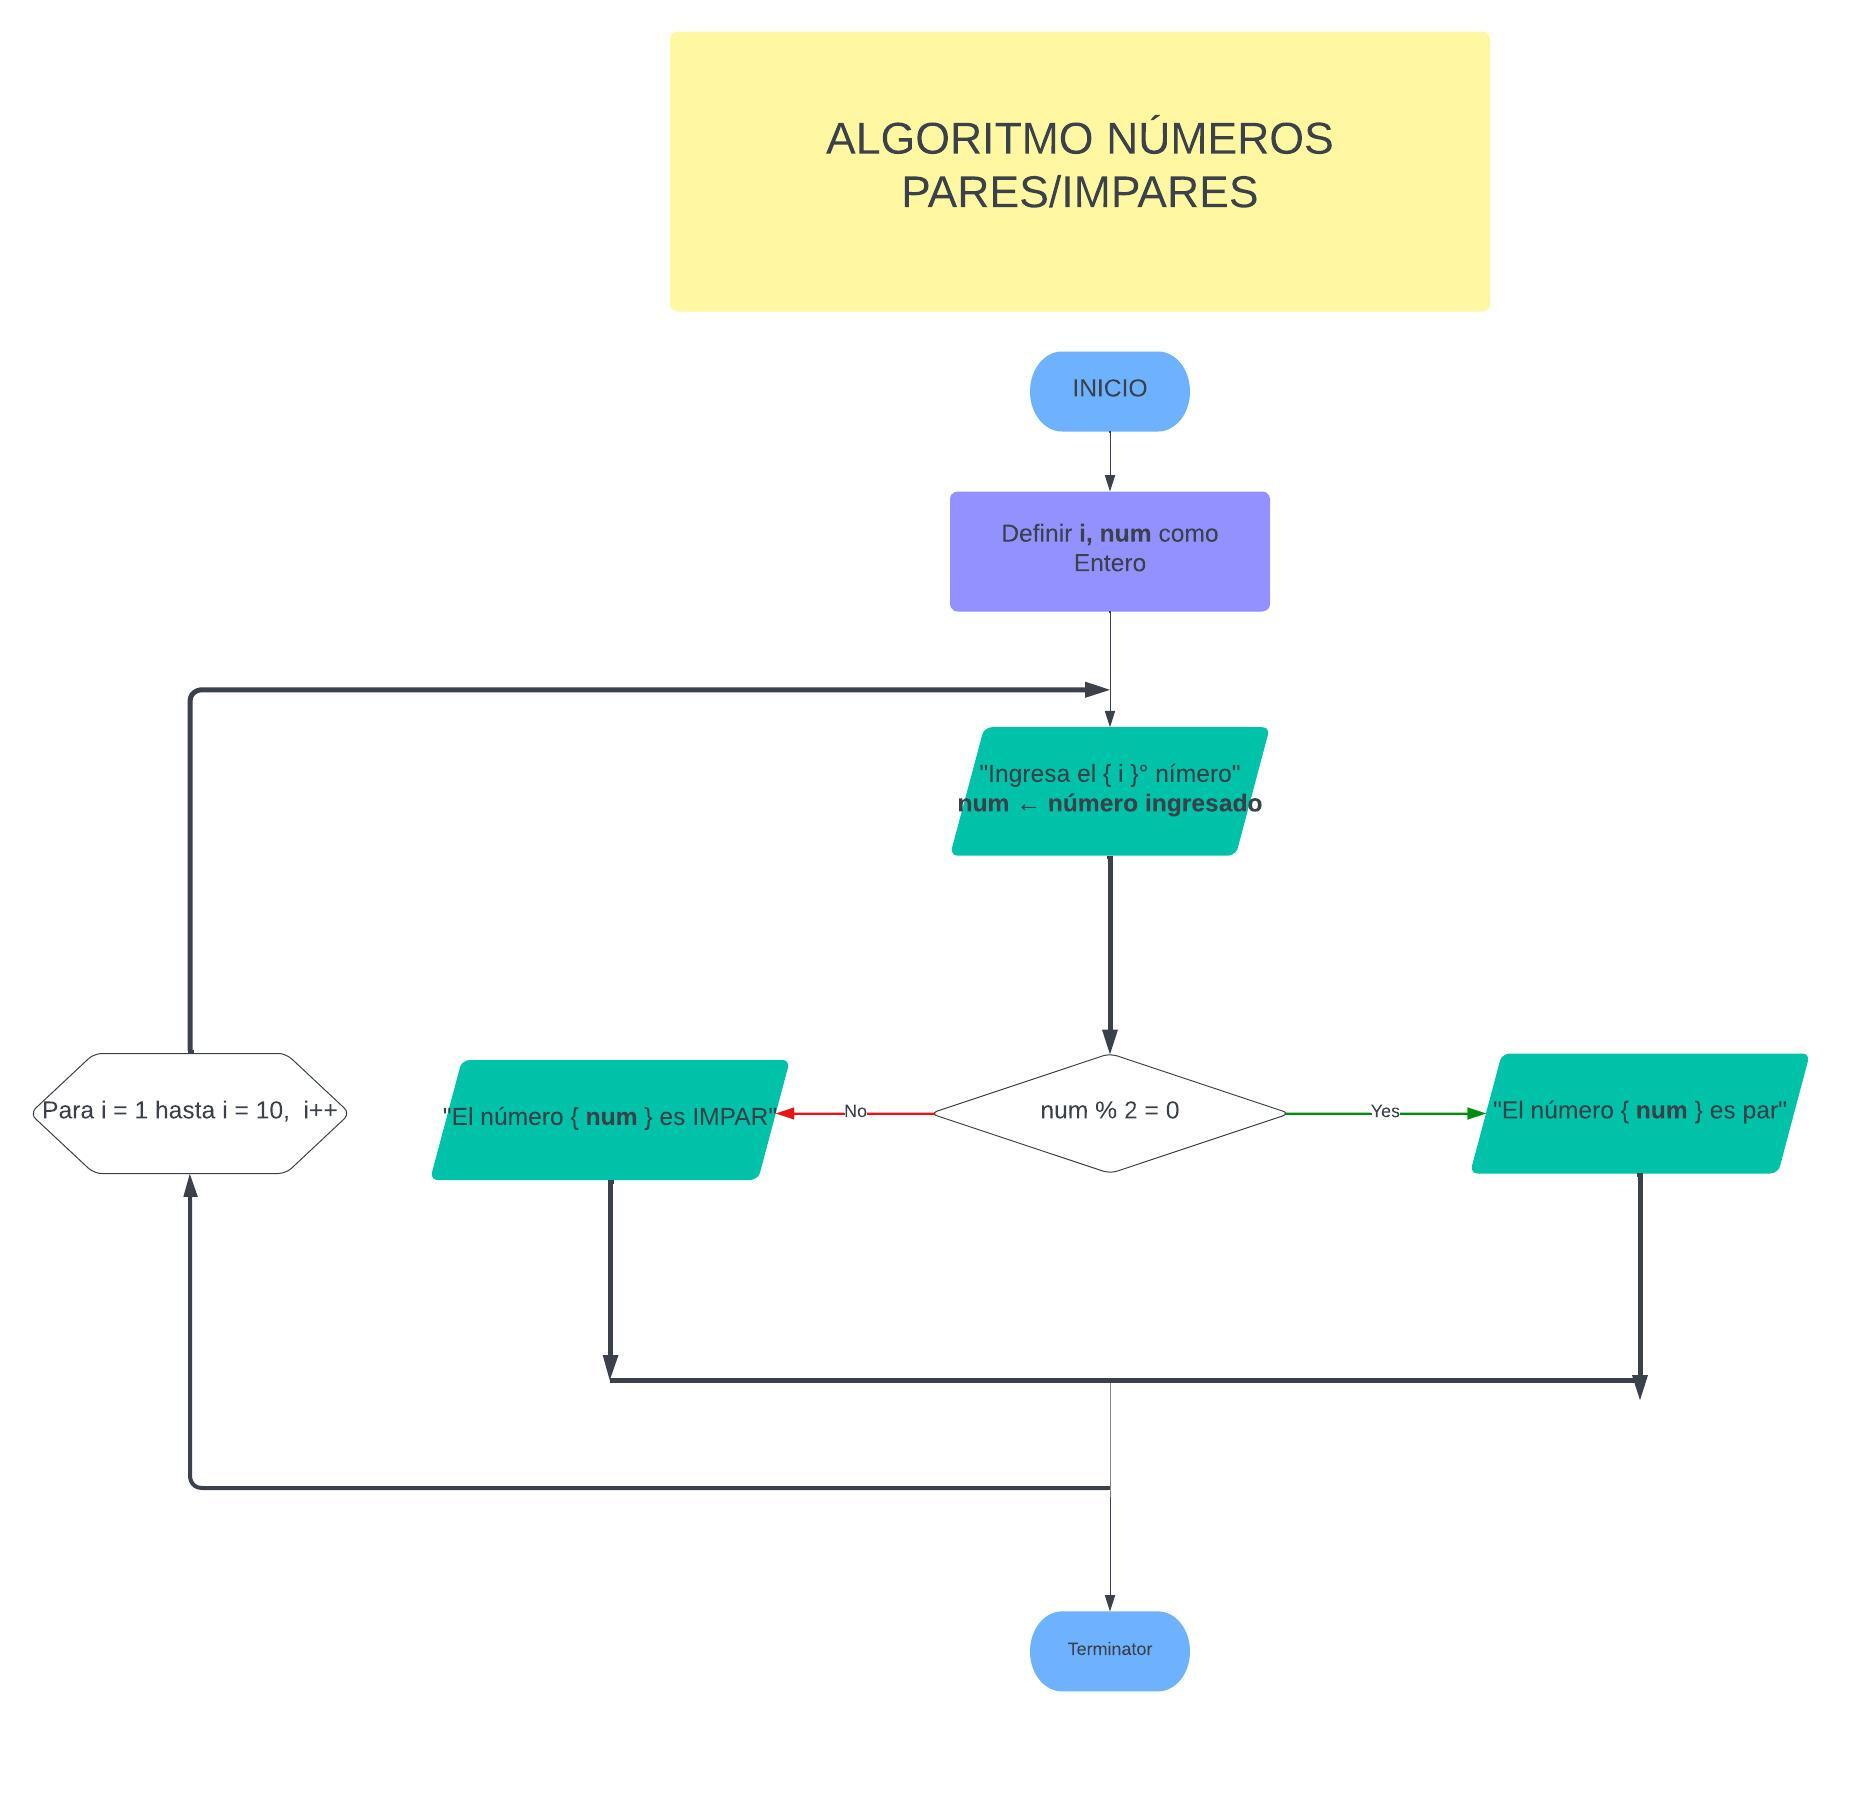 ALGORITMO NÚMEROS
PARES/IMPARES
INICIO
Definir i, num como
Entero
"Ingresa el { i }° nímero"
num ← número ingresado
Para i = 1 hasta i = 10,  i++
"El número { num } es IMPAR"
No
num % 2 = 0
Yes
"El número { num } es par"
Terminator